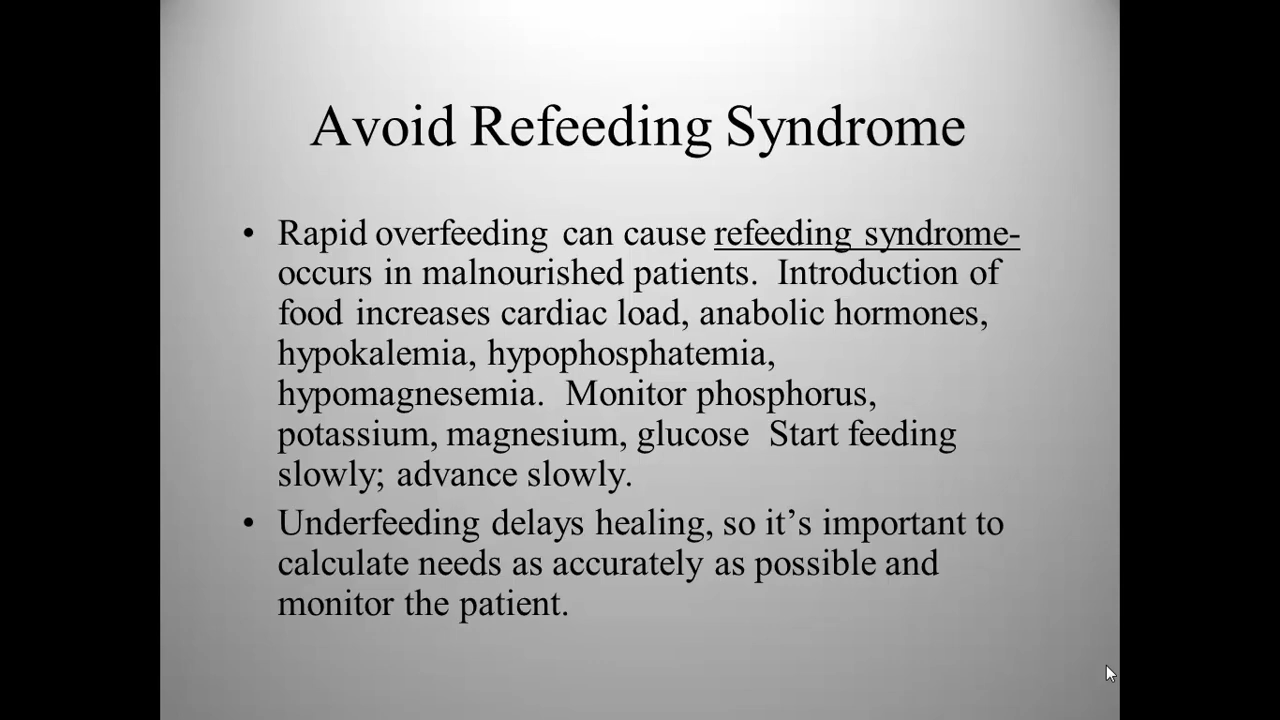 Avoid Refeeding Syndrome
• Rapid overfeeding can cause refeeding syndrome-
occurs in malnourished patients.  Introduction of
food increases cardiac load, anabolic hormones,
hypokalemia, hypophosphatemia,
hypomagnesemia.  Monitor phosphorus,
potassium, magnesium, glucose  Start feeding
slowly; advance slowly.
• Underfeeding delays healing, so it’s important to
calculate needs as accurately as possible and
monitor the patient.